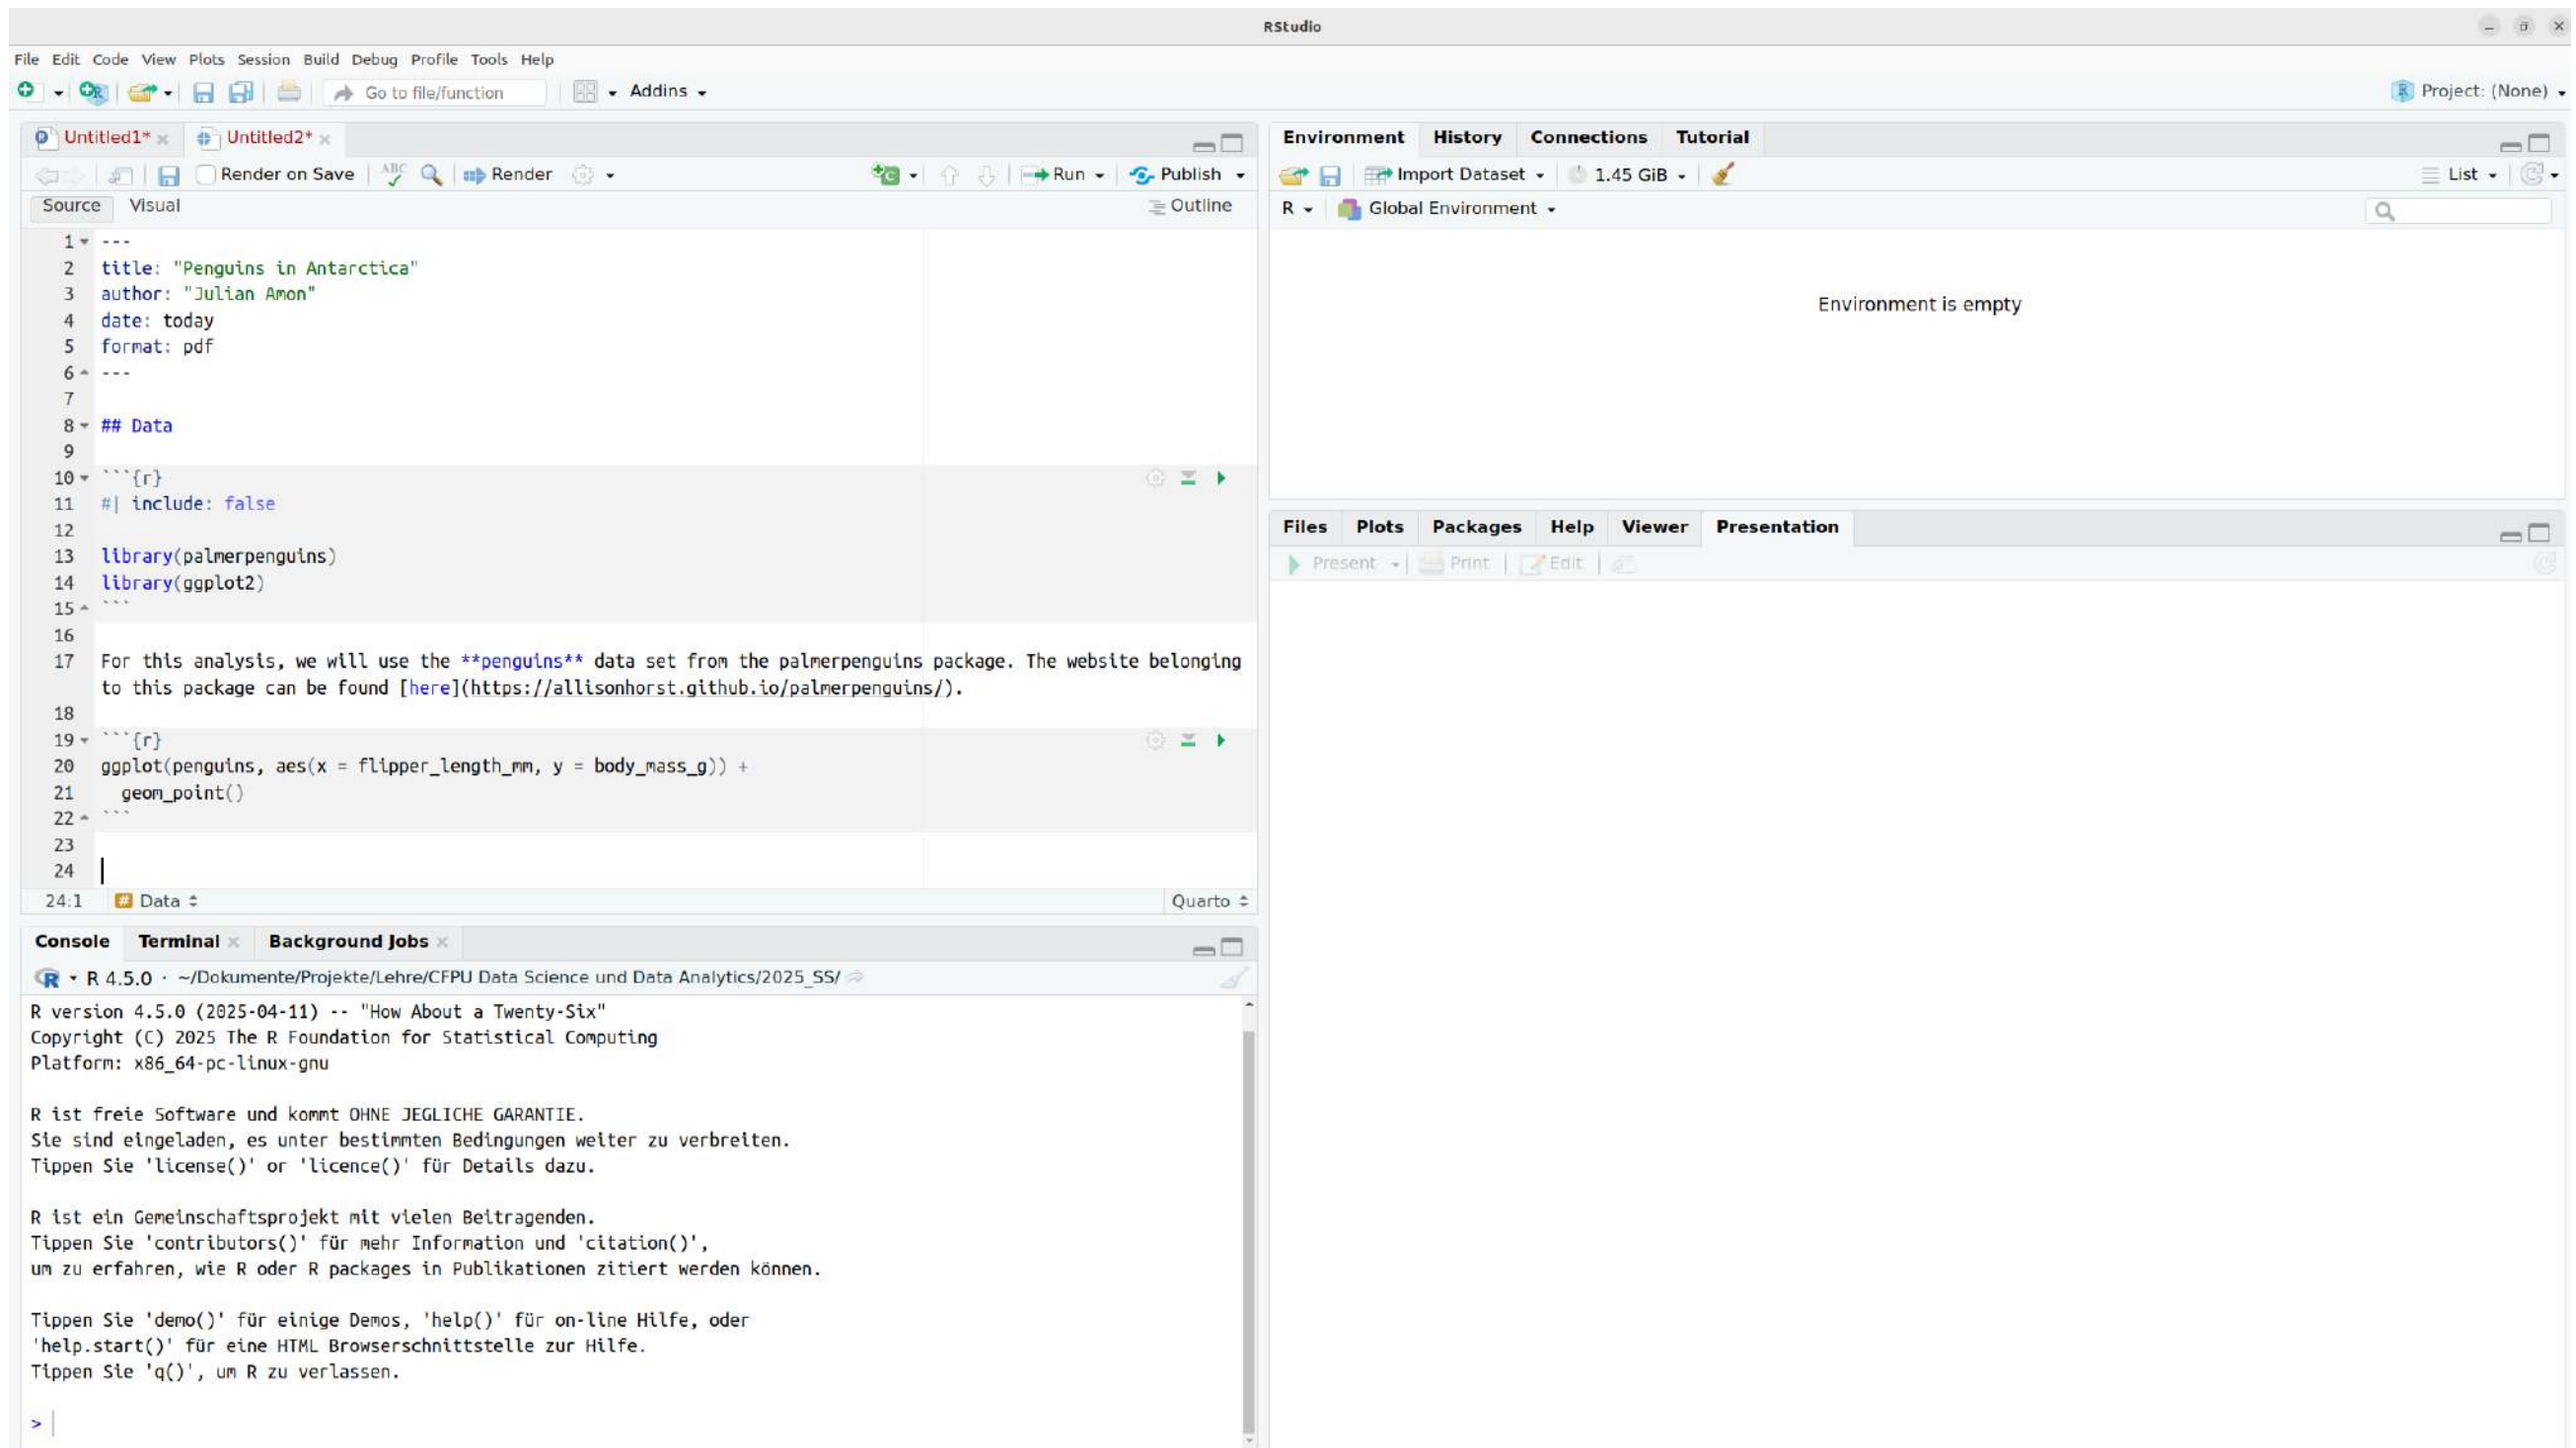 RStudio
File Edit Code View Plots Session Build Debug Profile Tools Help
Go to file/function Addins
Project: (None)
Untitled1* Untitled2*
Render on Save ABC Render Run Publish
Source Visual Outline
1 ---
2 title: "Penguins in Antarctica"
3 author: "Julian Amon"
4 date: today
5 format: pdf
6 ---
7
8 ## Data
9
10 ```{r}
11 #| include: false
12
13 library(palmerpenguins)
14 library(ggplot2)
15 ```
16
17 For this analysis, we will use the **penguins** data set from the palmerpenguins package. The website belonging
to this package can be found [here](https://allisonhorst.github.io/palmerpenguins/).
18
19 ```{r}
20 ggplot(penguins, aes(x = flipper_length_mm, y = body_mass_g)) +
21 geom_point()
22 ```
23
24
24:1 # Data Quarto
Console Terminal Background Jobs
R 4.5.0 · ~/Dokumente/Projekte/Lehre/CFPU Data Science und Data Analytics/2025_SS/
R version 4.5.0 (2025-04-11) -- "How About a Twenty-Six"
Copyright (C) 2025 The R Foundation for Statistical Computing
Platform: x86_64-pc-linux-gnu
R ist freie Software und kommt OHNE JEGLICHE GARANTIE.
Sie sind eingeladen, es unter bestimmten Bedingungen weiter zu verbreiten.
Tippen Sie 'license()' or 'licence()' für Details dazu.
R ist ein Gemeinschaftsprojekt mit vielen Beitragenden.
Tippen Sie 'contributors()' für mehr Information und 'citation()',
um zu erfahren, wie R oder R packages in Publikationen zitiert werden können.
Tippen Sie 'demo()' für einige Demos, 'help()' für on-line Hilfe, oder
'help.start()' für eine HTML Browserschnittstelle zur Hilfe.
Tippen Sie 'q()', um R zu verlassen.
>
Environment History Connections Tutorial
Import Dataset 1.45 GiB List
R Global Environment
Environment is empty
Files Plots Packages Help Viewer Presentation
Present Print Edit